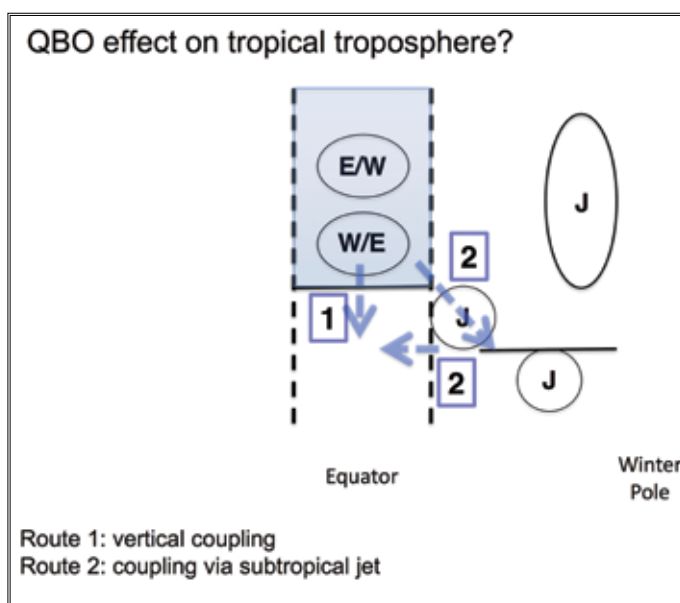 QBO effect on tropical troposphere?
E/W
J
W/E
2
1
J
2
J
Equator
Winter
Pole
Route 1: vertical coupling
Route 2: coupling via subtropical jet